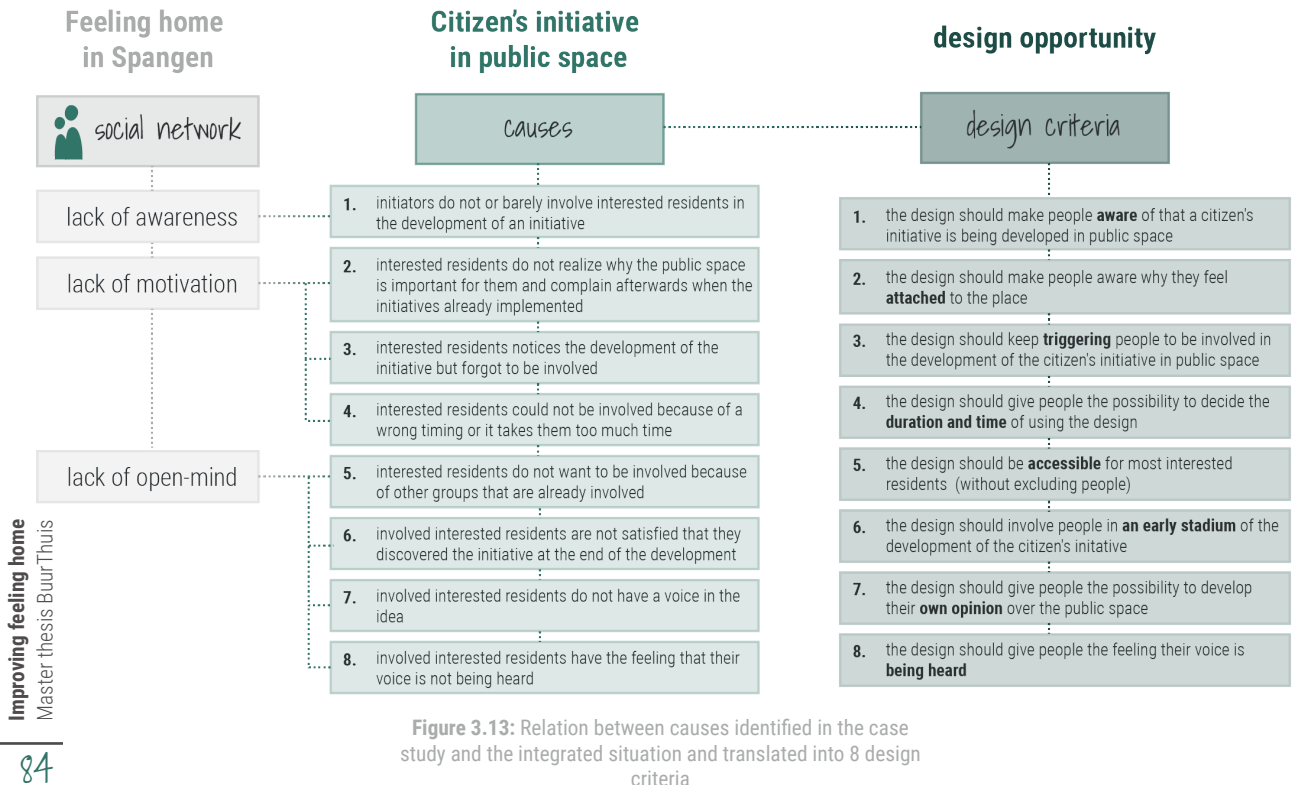 Feeling home
in Spangen
social network
lack of awareness
lack of motivation
lack of open-mind
Citizen's initiative
in public space
causes
1. initiators do not or barely involve interested residents in
the development of an initiative
2. interested residents do not realize why the public space
is important for them and complain afterwards when the
initiatives already implemented
3. interested residents notices the development of the
initiative but forgot to be involved
4. interested residents could not be involved because of a
wrong timing or it takes them too much time
5. interested residents do not want to be involved because
of other groups that are already involved
6. involved interested residents are not satisfied that they
discovered the initiative at the end of the development
7. involved interested residents do not have a voice in the
idea
8. involved interested residents have the feeling that their
voice is not being heard
design opportunity
design criteria
1. the design should make people aware of that a citizen's
initiative is being developed in public space
2. the design should make people aware why they feel
attached to the place
3. the design should keep triggering people to be involved in
the development of the citizen's initiative in public space
4. the design should give people the possibility to decide the
duration and time of using the design
5. the design should be accessible for most interested
residents (without excluding people)
6. the design should involve people in an early stadium of the
development of the citizen's initative
7. the design should give people the possibility to develop
their own opinion over the public space
8. the design should give people the feeling their voice is
being heard
Improving feeling home
Master thesis BuurThuis
84
Figure 3.13: Relation between causes identified in the case
study and the integrated situation and translated into 8 design
criteria